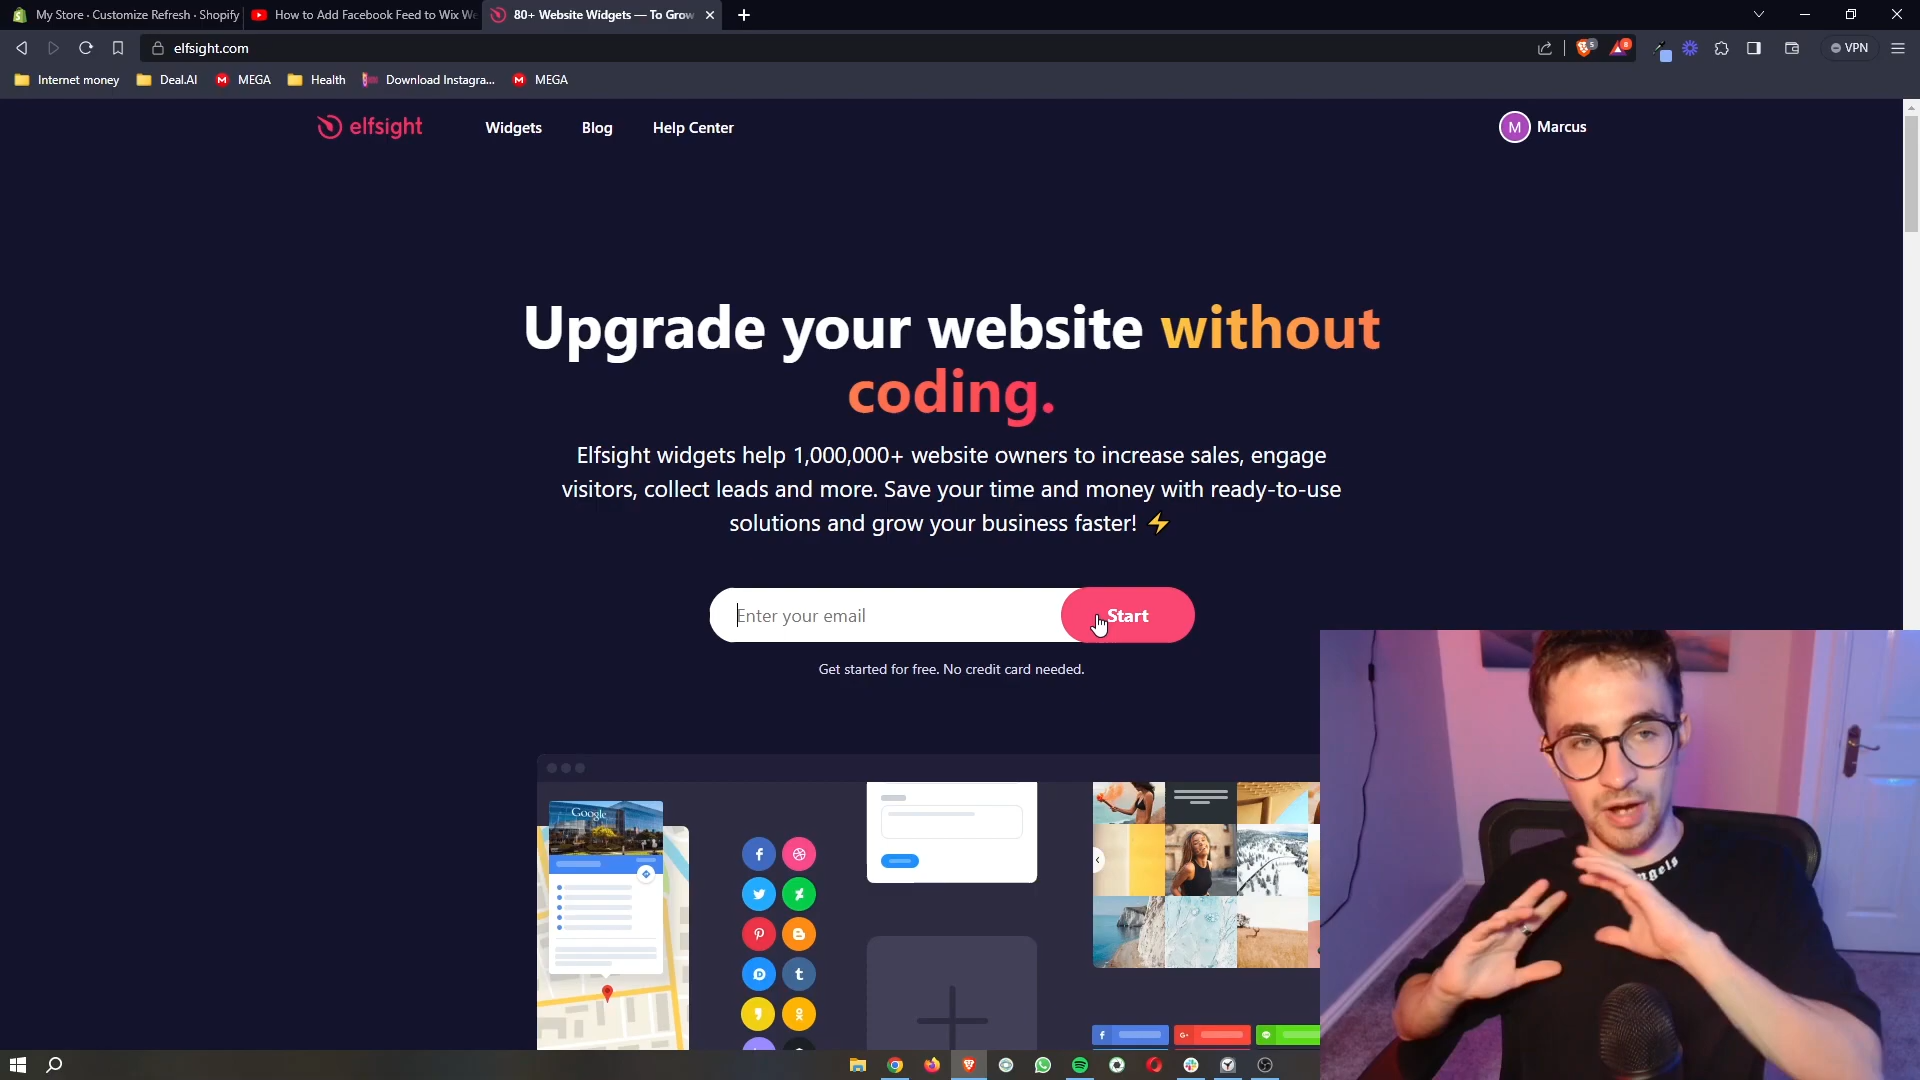 My Store · Customize Refresh · Shopify
How to Add Facebook Feed to Wix We
80+ Website Widgets — To Grow
elfsight.com
VPN
Internet money
Deal.AI
MEGA
Health
Download Instagra...
MEGA
elfsight
Widgets
Blog
Help Center
M
Marcus
Upgrade your website without
coding.
Elfsight widgets help 1,000,000+ website owners to increase sales, engage
visitors, collect leads and more. Save your time and money with ready-to-use
solutions and grow your business faster! ⚡
Enter your email
Start
Get started for free. No credit card needed.
Google